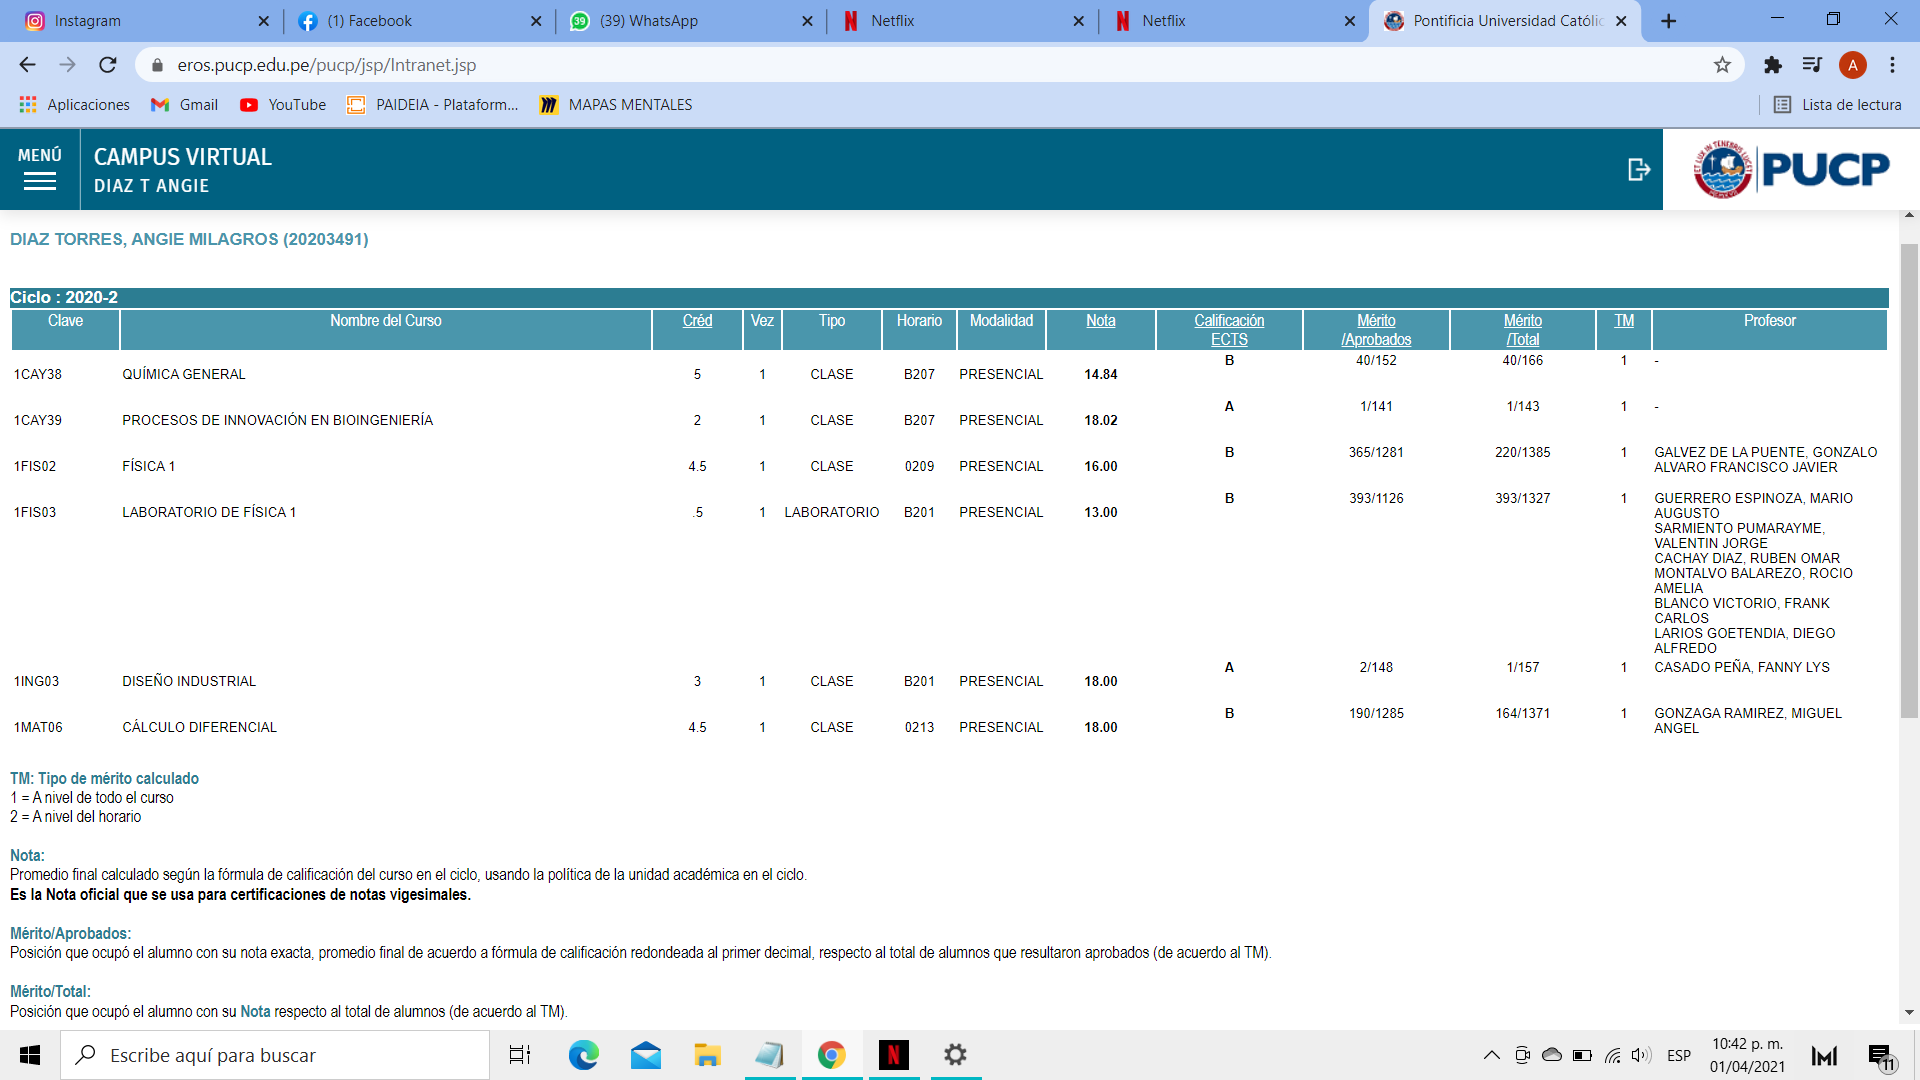 Instagram
(1) Facebook
(39) WhatsApp
Netflix
Netflix
Pontificia Universidad Católic
eros.pucp.edu.pe/pucp/jsp/Intranet.jsp
A
Aplicaciones
Gmail
YouTube
PAIDEIA - Plataform...
MAPAS MENTALES
Lista de lectura
MENÚ
CAMPUS VIRTUAL
DIAZ T ANGIE
PUCP
DIAZ TORRES, ANGIE MILAGROS (20203491)
Ciclo : 2020-2
Clave Nombre del Curso Créd Vez Tipo Horario Modalidad Nota Calificación ECTS Mérito /Aprobados Mérito /Total TM Profesor
1CAY38 QUÍMICA GENERAL 5 1 CLASE B207 PRESENCIAL 14.84 B 40/152 40/166 1 -
1CAY39 PROCESOS DE INNOVACIÓN EN BIOINGENIERÍA 2 1 CLASE B207 PRESENCIAL 18.02 A 1/141 1/143 1 -
1FIS02 FÍSICA 1 4.5 1 CLASE 0209 PRESENCIAL 16.00 B 365/1281 220/1385 1 GALVEZ DE LA PUENTE, GONZALO
ALVARO FRANCISCO JAVIER
1FIS03 LABORATORIO DE FÍSICA 1 .5 1 LABORATORIO B201 PRESENCIAL 13.00 B 393/1126 393/1327 1 GUERRERO ESPINOZA, MARIO
AUGUSTO
SARMIENTO PUMARAYME,
VALENTIN JORGE
CACHAY DIAZ, RUBEN OMAR
MONTALVO BALAREZO, ROCIO
AMELIA
BLANCO VICTORIO, FRANK
CARLOS
LARIOS GOETENDIA, DIEGO
ALFREDO
1ING03 DISEÑO INDUSTRIAL 3 1 CLASE B201 PRESENCIAL 18.00 A 2/148 1/157 1 CASADO PEÑA, FANNY LYS
1MAT06 CÁLCULO DIFERENCIAL 4.5 1 CLASE 0213 PRESENCIAL 18.00 B 190/1285 164/1371 1 GONZAGA RAMIREZ, MIGUEL
ANGEL
TM: Tipo de mérito calculado
1 = A nivel de todo el curso
2 = A nivel del horario
Nota:
Promedio final calculado según la fórmula de calificación del curso en el ciclo, usando la política de la unidad académica en el ciclo.
Es la Nota oficial que se usa para certificaciones de notas vigesimales.
Mérito/Aprobados:
Posición que ocupó el alumno con su nota exacta, promedio final de acuerdo a fórmula de calificación redondeada al primer decimal, respecto al total de alumnos que resultaron aprobados (de acuerdo al TM).
Mérito/Total:
Posición que ocupó el alumno con su Nota respecto al total de alumnos (de acuerdo al TM).
Escribe aquí para buscar
ESP
10:42 p. m.
01/04/2021
11